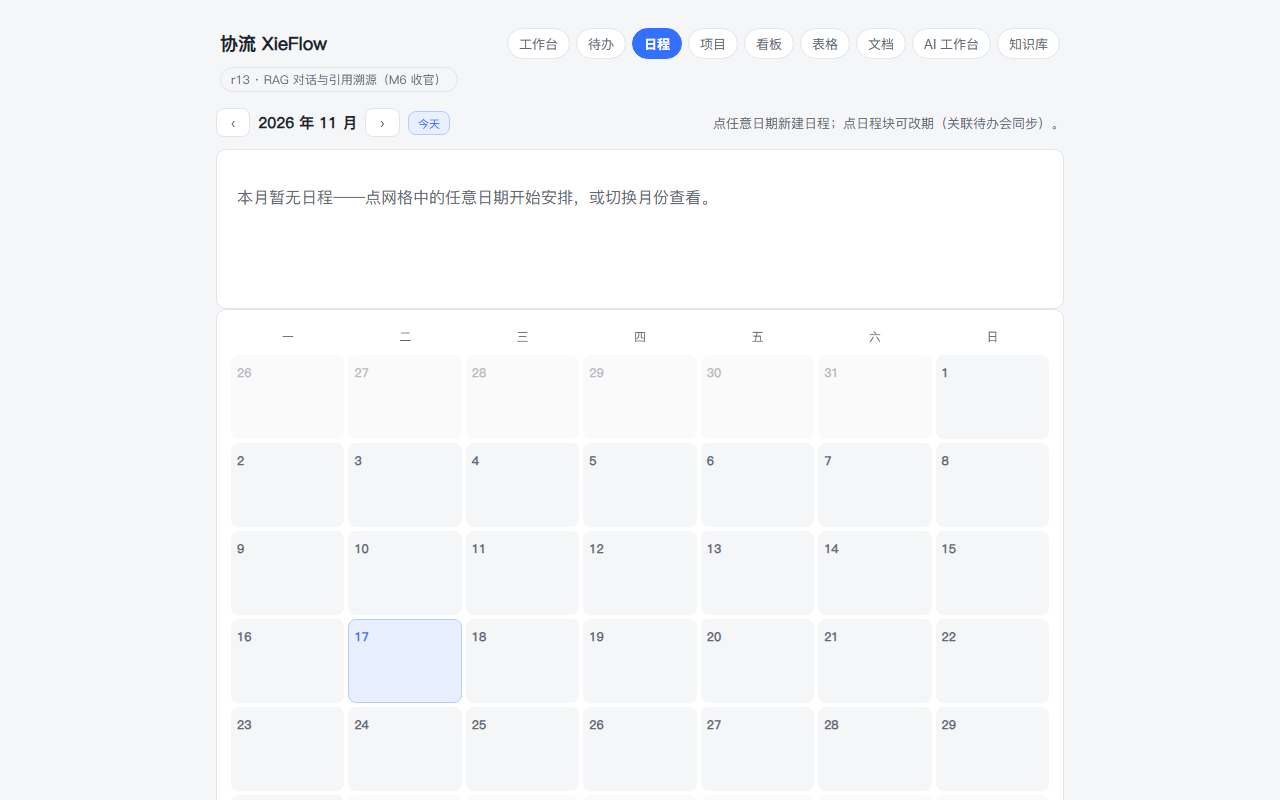 协流 XieFlow
工作台 待办 日程 项目 看板 表格 文档 AI 工作台 知识库
r13 · RAG 对话与引用溯源（M6 收官）
‹ 2026 年 11 月 › 今天
点任意日期新建日程；点日程块可改期（关联待办会同步）。
本月暂无日程——点网格中的任意日期开始安排，或切换月份查看。
一 二 三 四 五 六 日
26 27 28 29 30 31 1
2 3 4 5 6 7 8
9 10 11 12 13 14 15
16 17 18 19 20 21 22
23 24 25 26 27 28 29